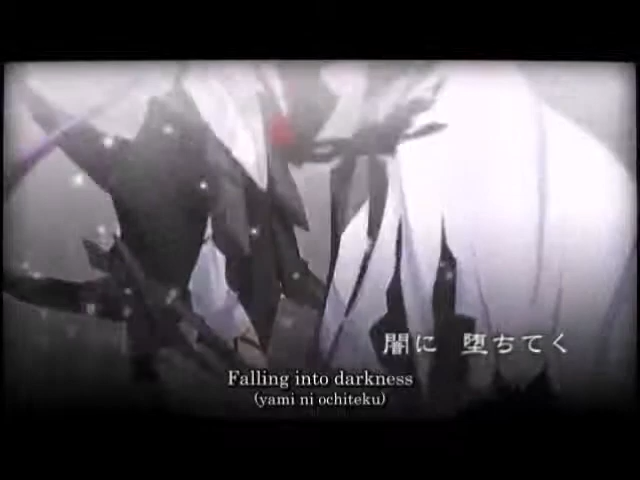 闇に 堕ちてく
Falling into darkness
(yami ni ochiteku)